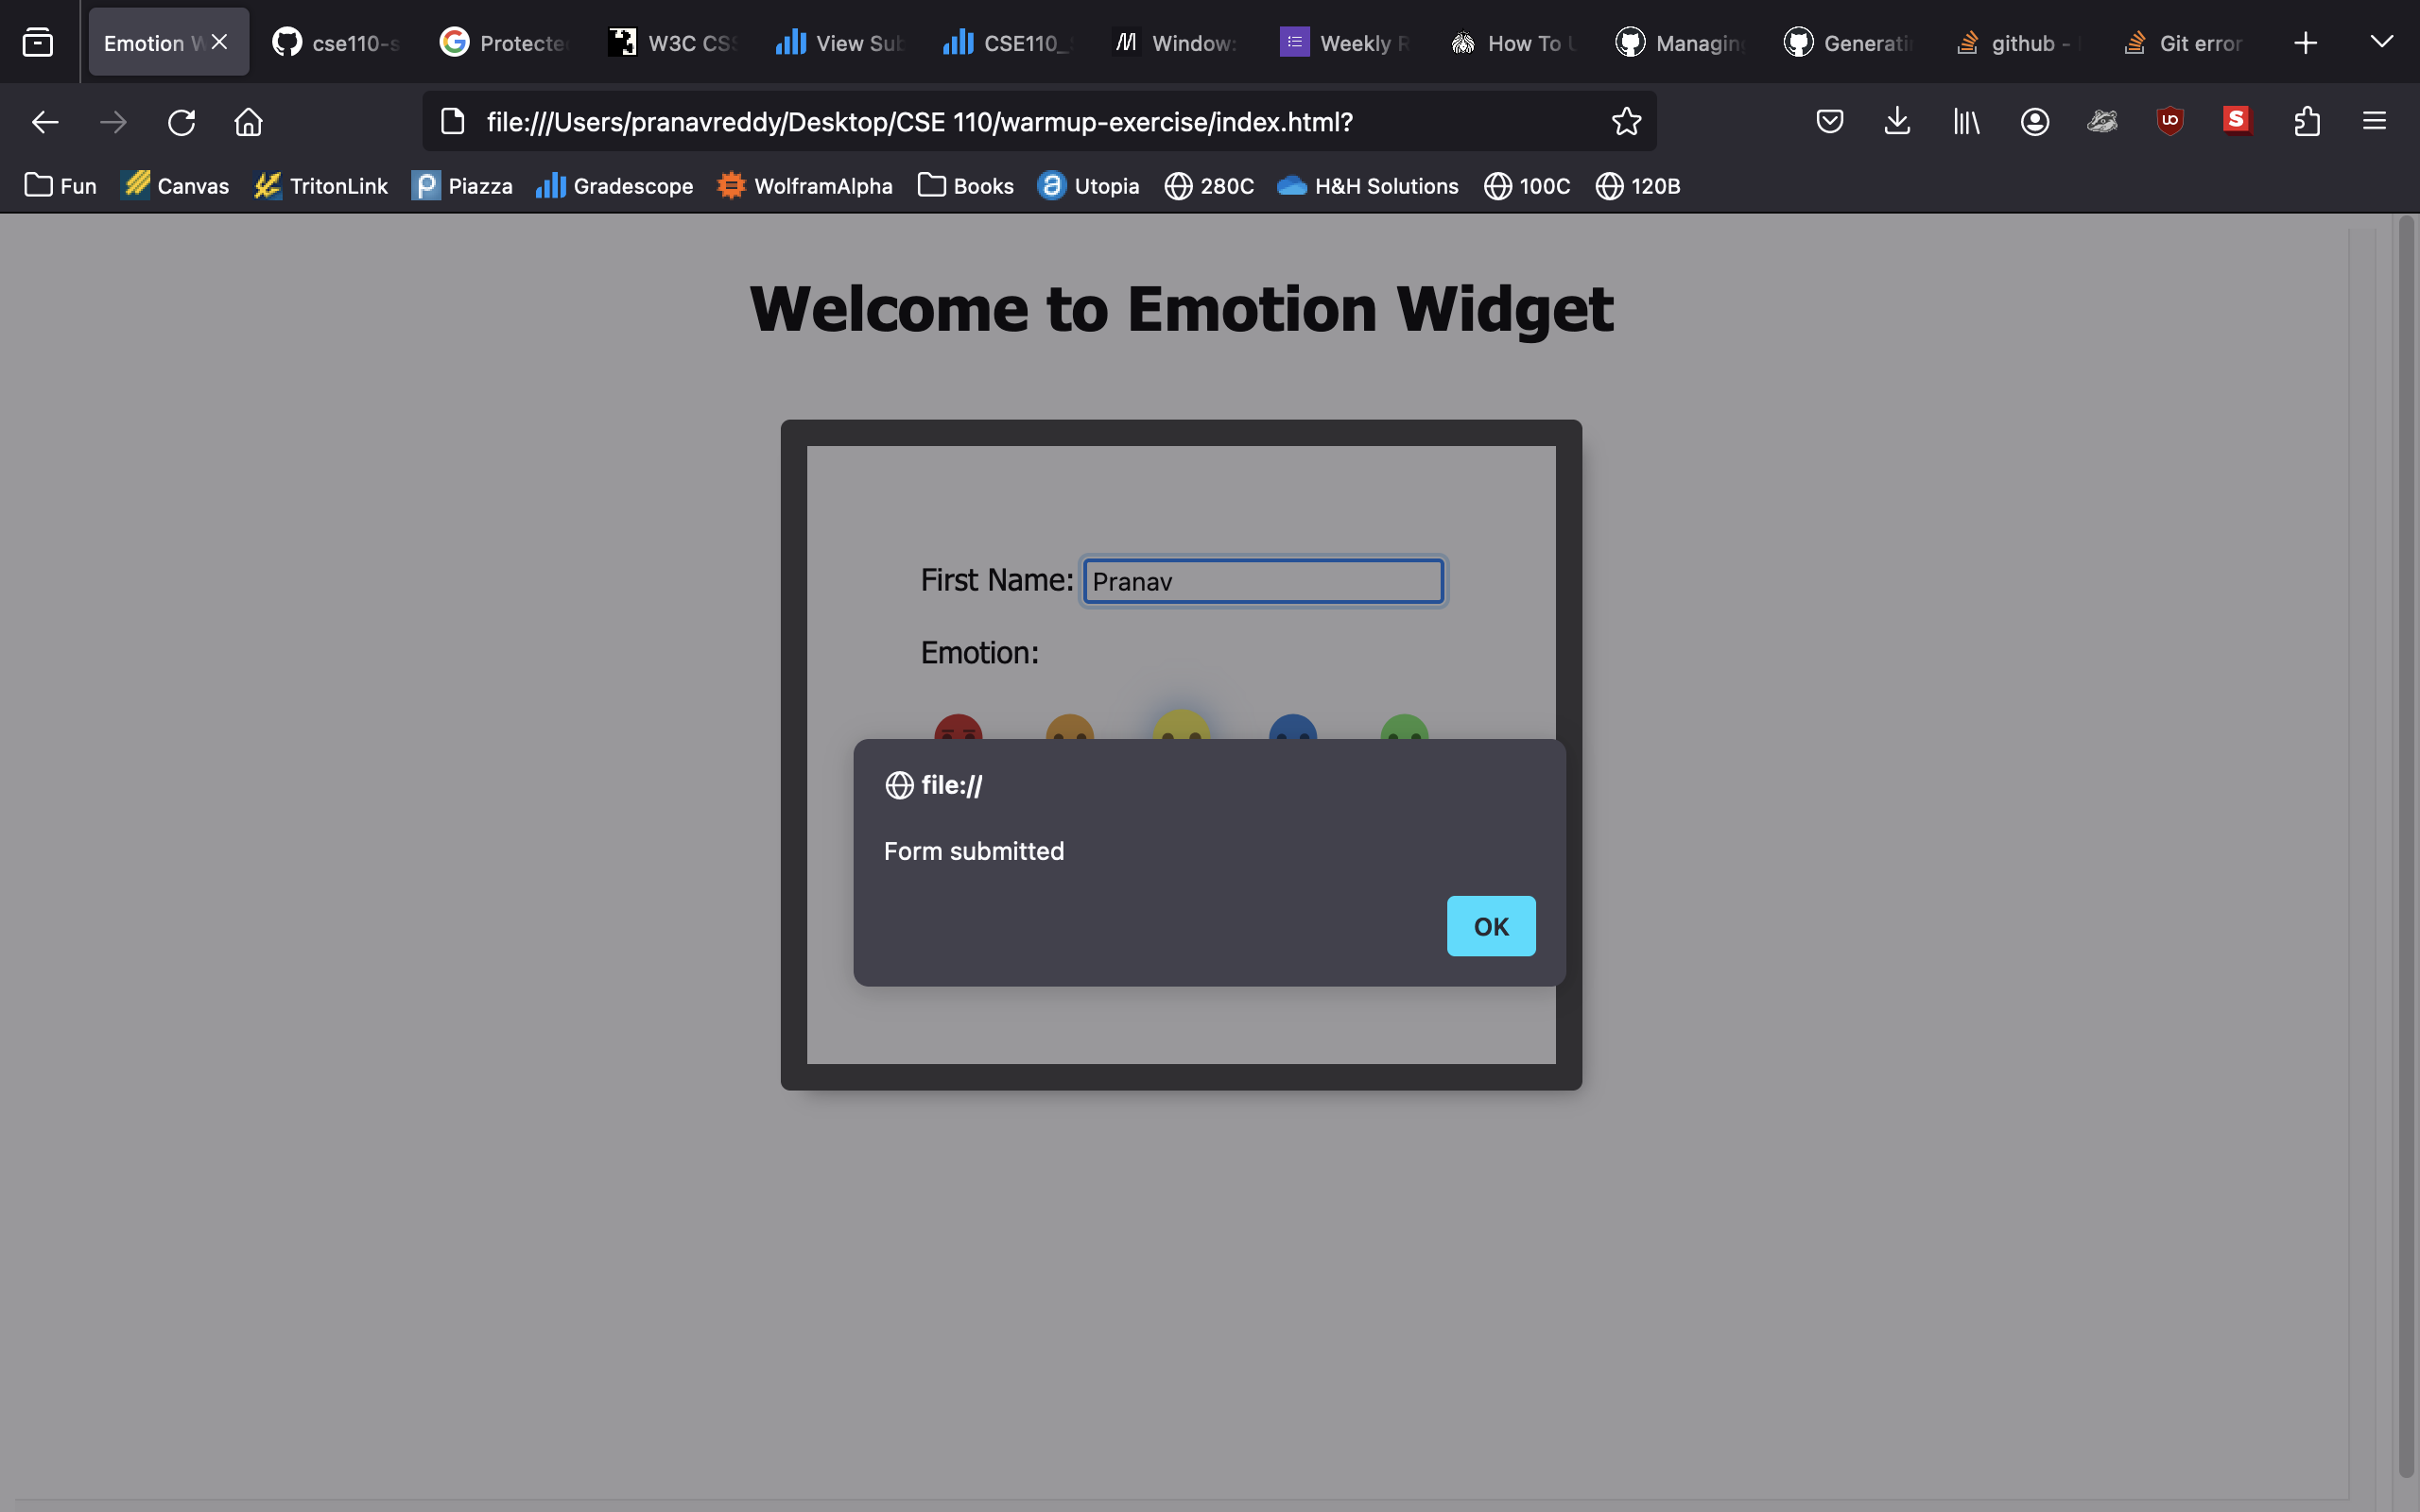 Emotion W
cse110-s
Protecte
W3C CSS
View Sub
CSE110_
Window:
Weekly R
How To U
Managing
Generati
github -
Git error
file:///Users/pranavreddy/Desktop/CSE 110/warmup-exercise/index.html?
Fun
Canvas
TritonLink
Piazza
Gradescope
WolframAlpha
Books
Utopia
280C
H&H Solutions
100C
120B
Welcome to Emotion Widget
First Name: Pranav
Emotion:
file://
Form submitted
OK